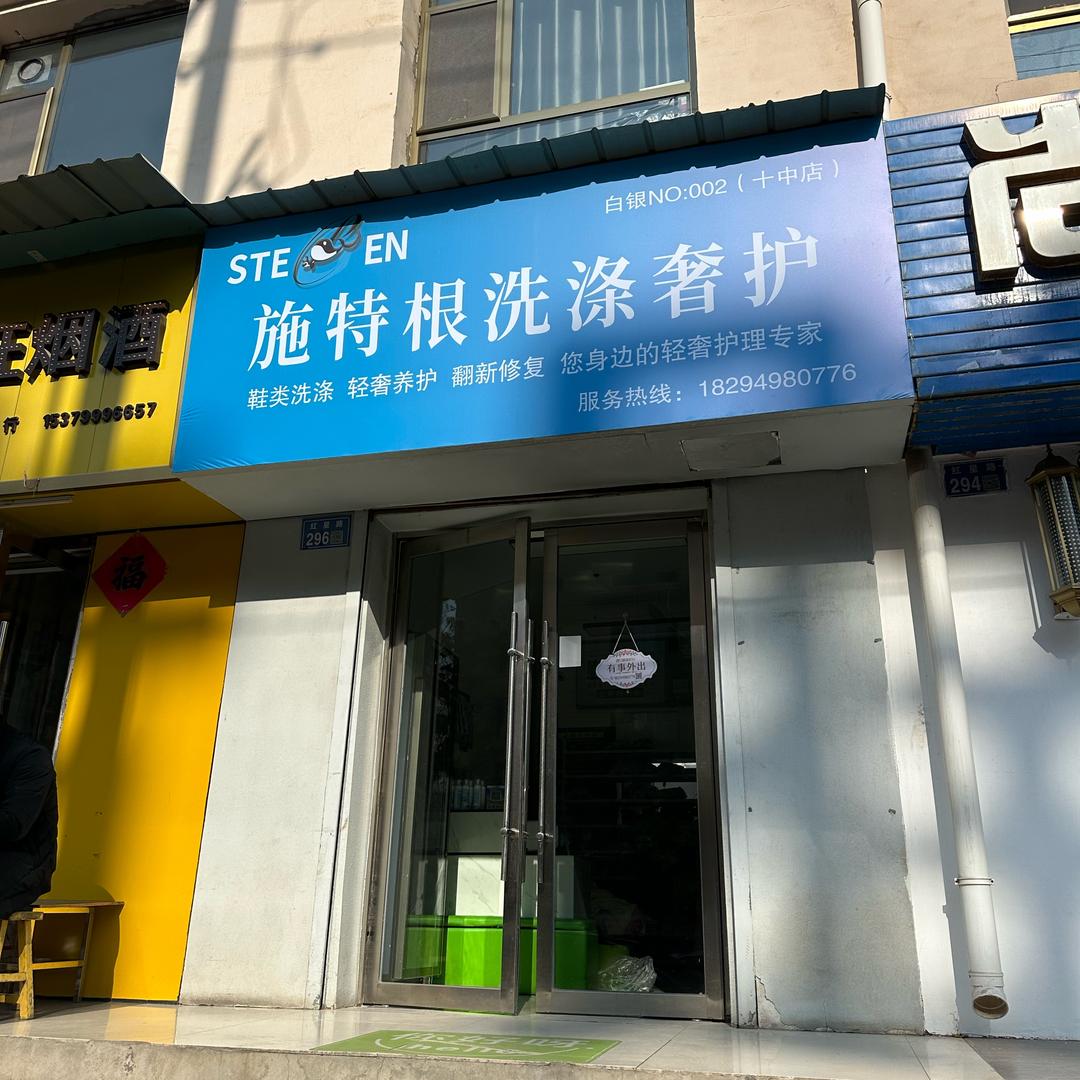 白银NO:002（十中店）
STE EN
施特根洗涤奢护
鞋类洗涤 轻奢养护 翻新修复 您身边的轻奢护理专家
服务热线：18294980776
烟酒
行 15379996657
福
红星路
296
红星路
294
尚
有事外出